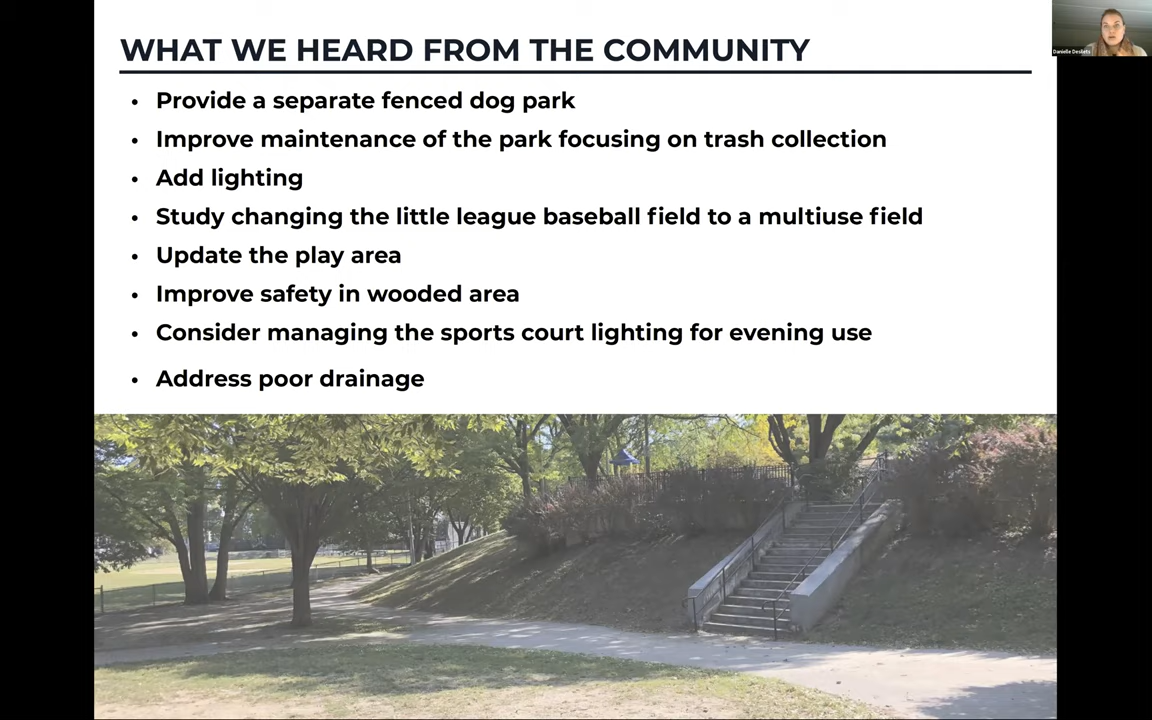 WHAT WE HEARD FROM THE COMMUNITY
• Provide a separate fenced dog park
• Improve maintenance of the park focusing on trash collection
• Add lighting
• Study changing the little league baseball field to a multiuse field
• Update the play area
• Improve safety in wooded area
• Consider managing the sports court lighting for evening use
• Address poor drainage